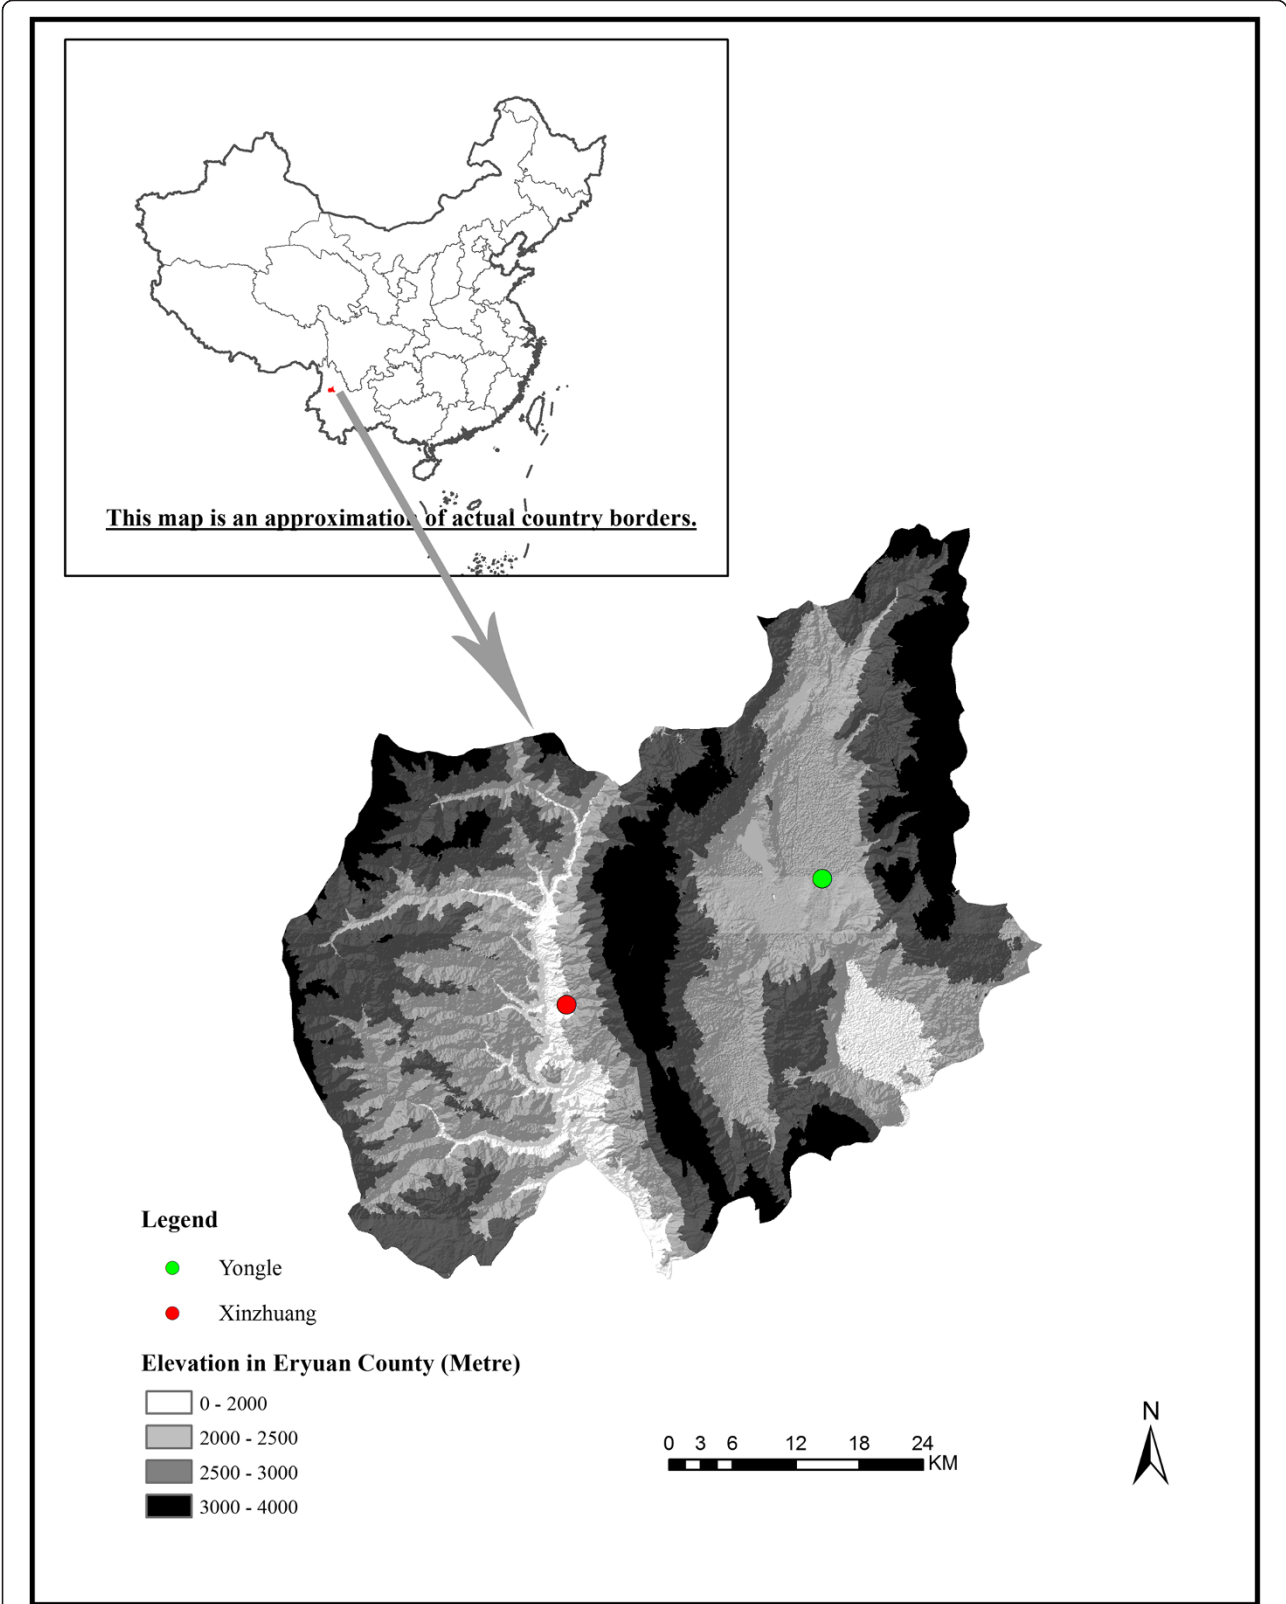 This map is an approximation of actual country borders.
Legend
Yongle
Xinzhuang
Elevation in Eryuan County (Metre)
0 - 2000
2000 - 2500
2500 - 3000
3000 - 4000
0 3 6 12 18 24
KM
N